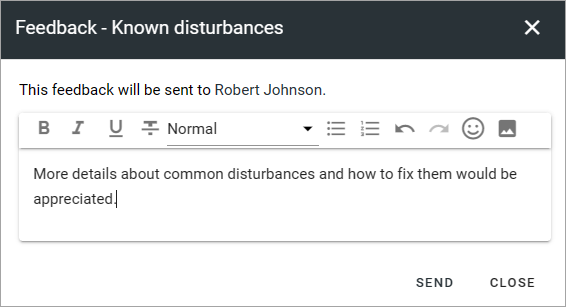 Feedback - Known disturbances
This feedback will be sent to Robert Johnson.
B I U T Normal
More details about common disturbances and how to fix them would be
appreciated.
SEND CLOSE